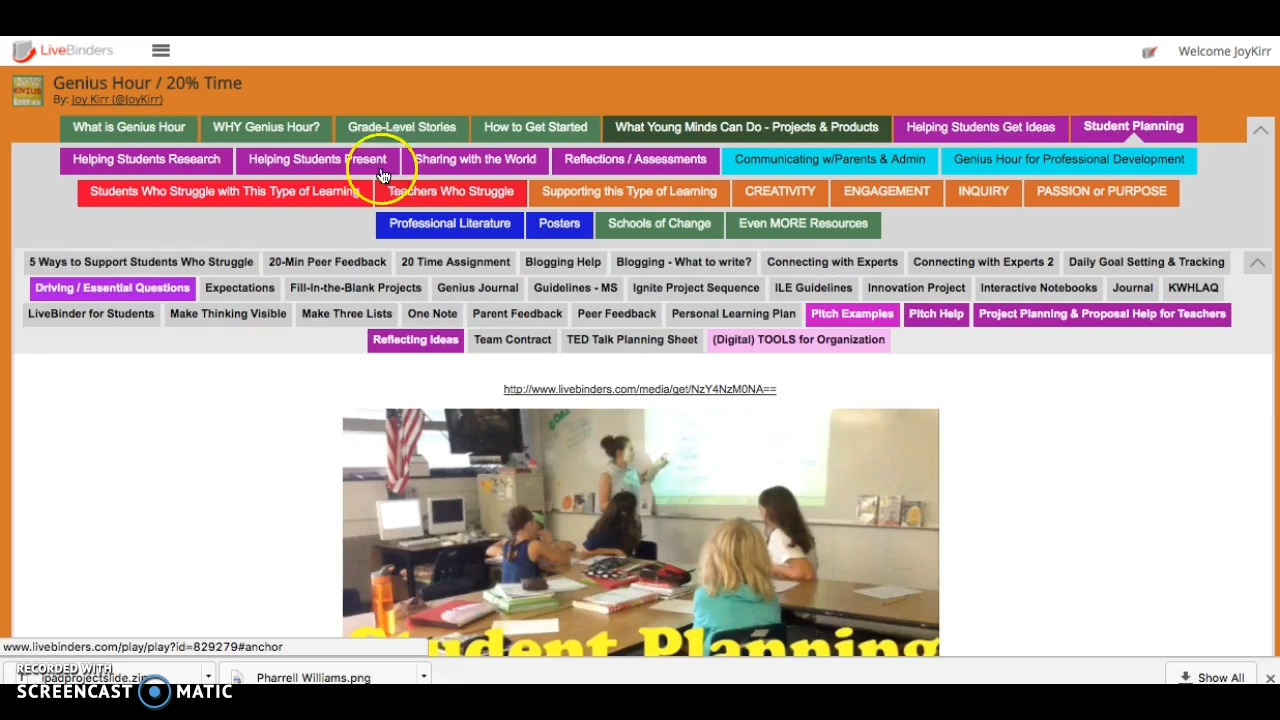 LiveBinders
Welcome JoyKirr
GENIUS
Genius Hour / 20% Time
By: Joy Kirr (@JoyKirr)
What is Genius Hour WHY Genius Hour? Grade-Level Stories How to Get Started What Young Minds Can Do - Projects & Products Helping Students Get Ideas Student Planning
Helping Students Research Helping Students Present Sharing with the World Reflections / Assessments Communicating w/Parents & Admin Genius Hour for Professional Development
Students Who Struggle with This Type of Learning Teachers Who Struggle Supporting this Type of Learning CREATIVITY ENGAGEMENT INQUIRY PASSION or PURPOSE
Professional Literature Posters Schools of Change Even MORE Resources
5 Ways to Support Students Who Struggle 20-Min Peer Feedback 20 Time Assignment Blogging Help Blogging - What to write? Connecting with Experts Connecting with Experts 2 Daily Goal Setting & Tracking
Driving / Essential Questions Expectations Fill-In-the-Blank Projects Genius Journal Guidelines - MS Ignite Project Sequence ILE Guidelines Innovation Project Interactive Notebooks Journal KWHLAQ
LiveBinder for Students Make Thinking Visible Make Three Lists One Note Parent Feedback Peer Feedback Personal Learning Plan Pitch Examples Pitch Help Project Planning & Proposal Help for Teachers
Reflecting Ideas Team Contract TED Talk Planning Sheet (Digital) TOOLS for Organization
http://www.livebinders.com/media/get/NzY4NzM0NA==
Student Planning
www.livebinders.com/play/play?id=829279#anchor
ipadprojectslide.zip Pharrell Williams.png Show All
RECORDED WITH
SCREENCAST MATIC